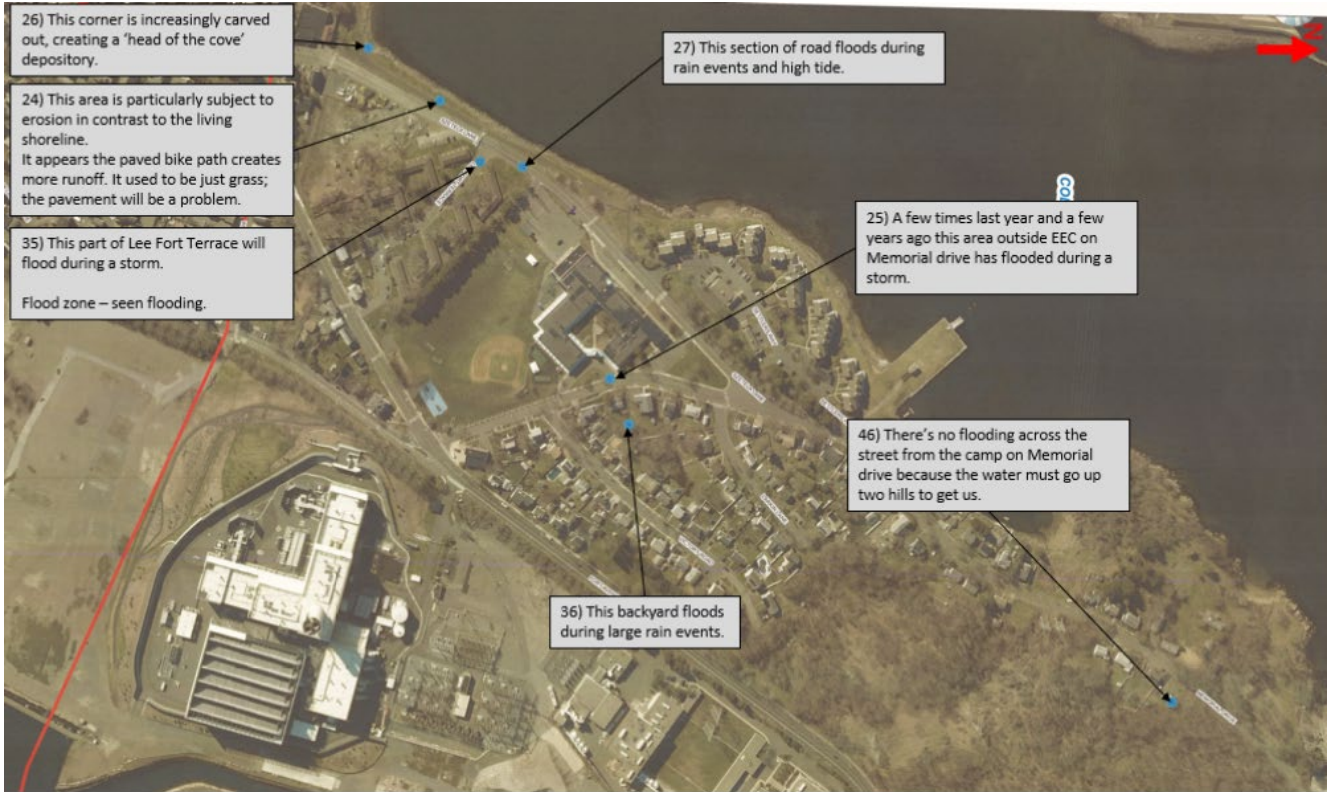 26) This corner is increasingly carved
out, creating a 'head of the cove'
depository.
24) This area is particularly subject to
erosion in contrast to the living
shoreline.
It appears the paved bike path creates
more runoff. It used to be just grass;
the pavement will be a problem.
35) This part of Lee Fort Terrace will
flood during a storm.
Flood zone – seen flooding.
27) This section of road floods during
rain events and high tide.
N
25) A few times last year and a few
years ago this area outside EEC on
Memorial drive has flooded during a
storm.
46) There's no flooding across the
street from the camp on Memorial
drive because the water must go up
two hills to get us.
36) This backyard floods
during large rain events.
MEMORIAL DRIVE